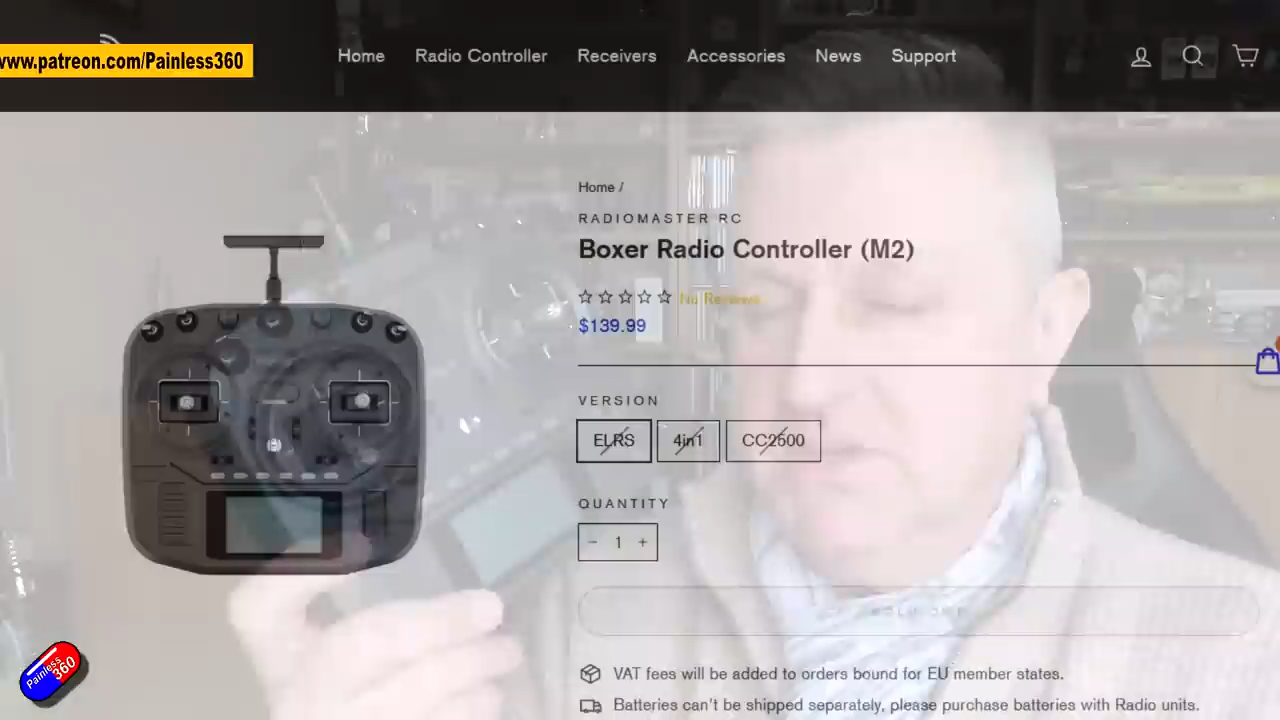 www.patreon.com/Painless360
Home Radio Controller Receivers Accessories News Support
Home /
RADIOMASTER RC
Boxer Radio Controller (M2)
No Reviews
$139.99
VERSION
ELRS 4in1 CC2500
QUANTITY
− 1 +
VAT fees will be added to orders bound for EU member states.
Batteries can't be shipped separately, please purchase batteries with Radio units.
Painless
360